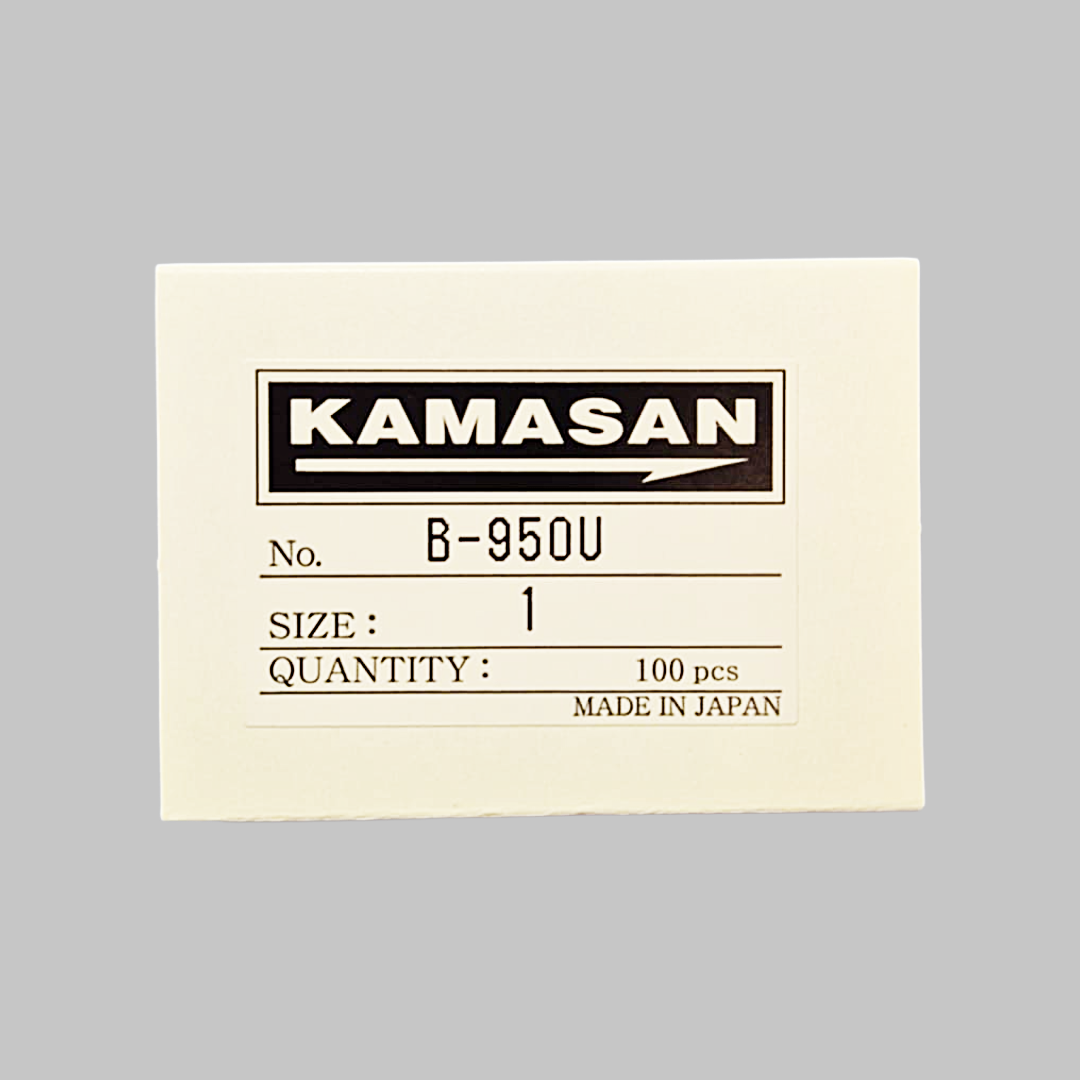 KAMASAN
No. B-950U
SIZE : 1
QUANTITY : 100 pcs
MADE IN JAPAN